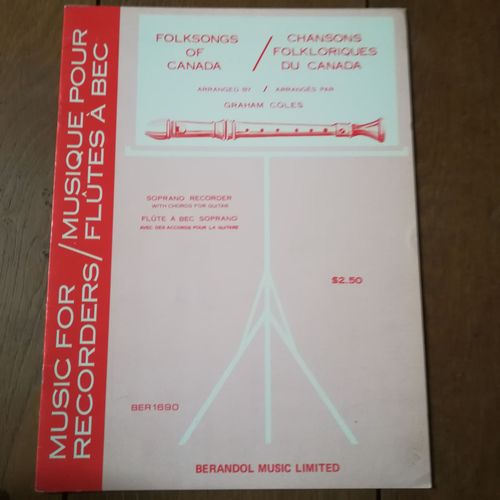 MUSIC FOR / MUSIQUE POUR
RECORDERS / FLÛTES À BEC
FOLKSONGS
OF
CANADA
/
CHANSONS
FOLKLORIQUES
DU CANADA
ARRANGED BY / ARRANGÉS PAR
GRAHAM COLES
SOPRANO RECORDER
WITH CHORDS FOR GUITAR
FLÛTE À BEC SOPRANO
AVEC DES ACCORDS POUR LA GUITARE
$2.50
BER1690
BERANDOL MUSIC LIMITED